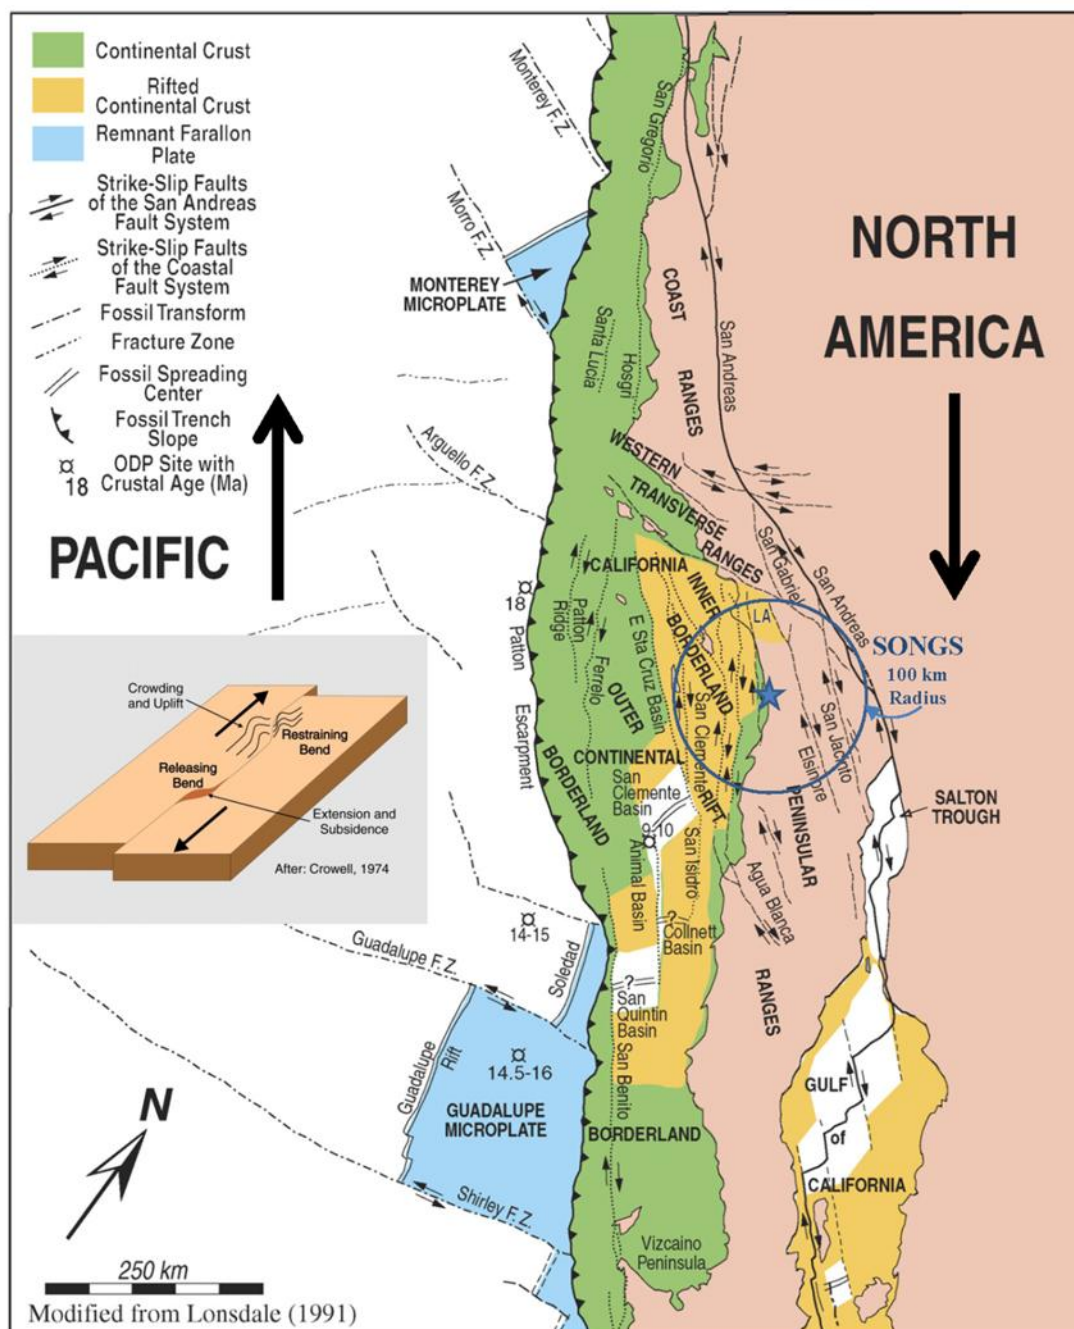 Continental Crust
Rifted
Continental Crust
Remnant Farallon
Plate
Strike-Slip Faults
of the San Andreas
Fault System
Strike-Slip Faults
of the Coastal
Fault System
Fossil Transform
Fracture Zone
Fossil Spreading
Center
Fossil Trench
Slope
18
ODP Site with
Crustal Age (Ma)
PACIFIC
NORTH
AMERICA
Monterey F.Z.
Morro F.Z.
MONTEREY
MICROPLATE
San Gregorio
COAST
RANGES
San Andreas
Santa Lucia
Hosgri
Arguello F.Z.
WESTERN
TRANSVERSE
RANGES
San Gabriel
San Andreas
CALIFORNIA
INNER
BORDERLAND
RIFT
LA
SONGS
100 km
Radius
18
Patton
Escarpment
Patton
Ridge
Ferrelo
E Sta Cruz Basin
OUTER
CONTINENTAL
BORDERLAND
San Clemente
San
Clemente
Basin
9-10
Animal Basin
San Isidro
?
Collnett
Basin
?
San
Quintin
Basin
San Benito
Elsinore
San Jacinto
PENINSULAR
RANGES
Agua Blanca
SALTON
TROUGH
Crowding
and Uplift
Restraining
Bend
Releasing
Bend
Extension and
Subsidence
After: Crowell, 1974
14-15
Guadalupe F.Z.
Soledad
Guadalupe
Rift
14.5-16
GUADALUPE
MICROPLATE
Shirley F.Z.
BORDERLAND
Vizcaino
Peninsula
GULF
of
CALIFORNIA
N
250 km
Modified from Lonsdale (1991)